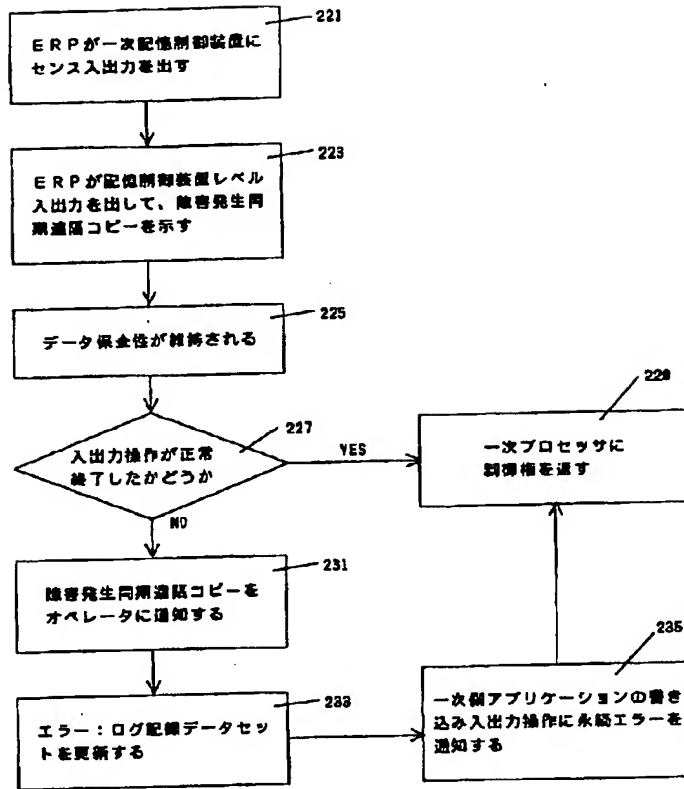 221
ERPが一次記憶制御装置に
センス入出力を出す
223
ERPが記憶制御装置レベル
入出力を出して、障害発生同
期遠隔コピーを示す
225
データ保全性が維持される
227
入出力操作が正常
終了したかどうか
YES
229
一次プロセッサに
制御権を返す
NO
231
障害発生同期遠隔コピーを
オペレータに通知する
233
エラー：ログ記録データセッ
トを更新する
235
一次側アプリケーションの書き
込み入出力操作に永続エラーを
通知する